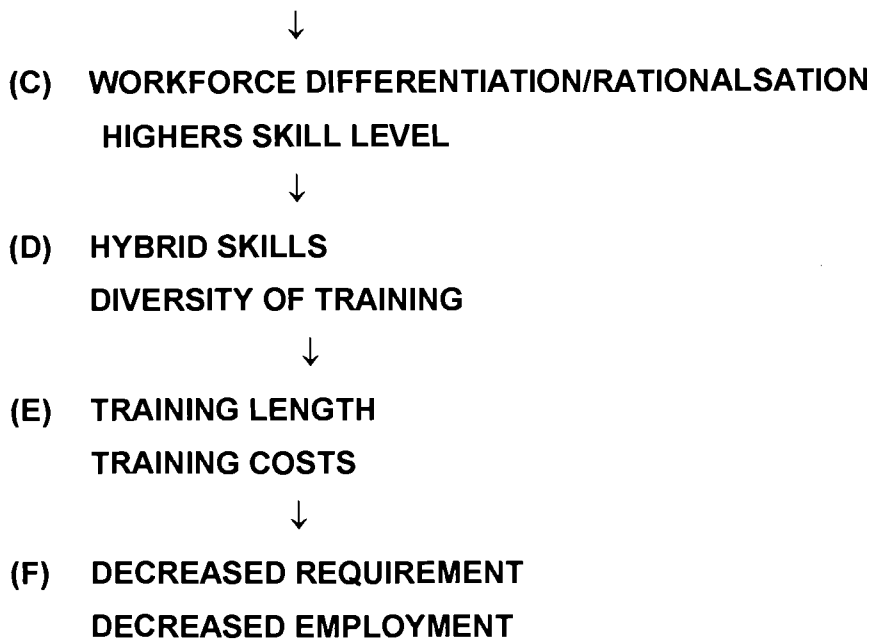 ↓
(C) WORKFORCE DIFFERENTIATION/RATIONALSATION
HIGHERS SKILL LEVEL
↓
(D) HYBRID SKILLS
DIVERSITY OF TRAINING
↓
(E) TRAINING LENGTH
TRAINING COSTS
↓
(F) DECREASED REQUIREMENT
DECREASED EMPLOYMENT